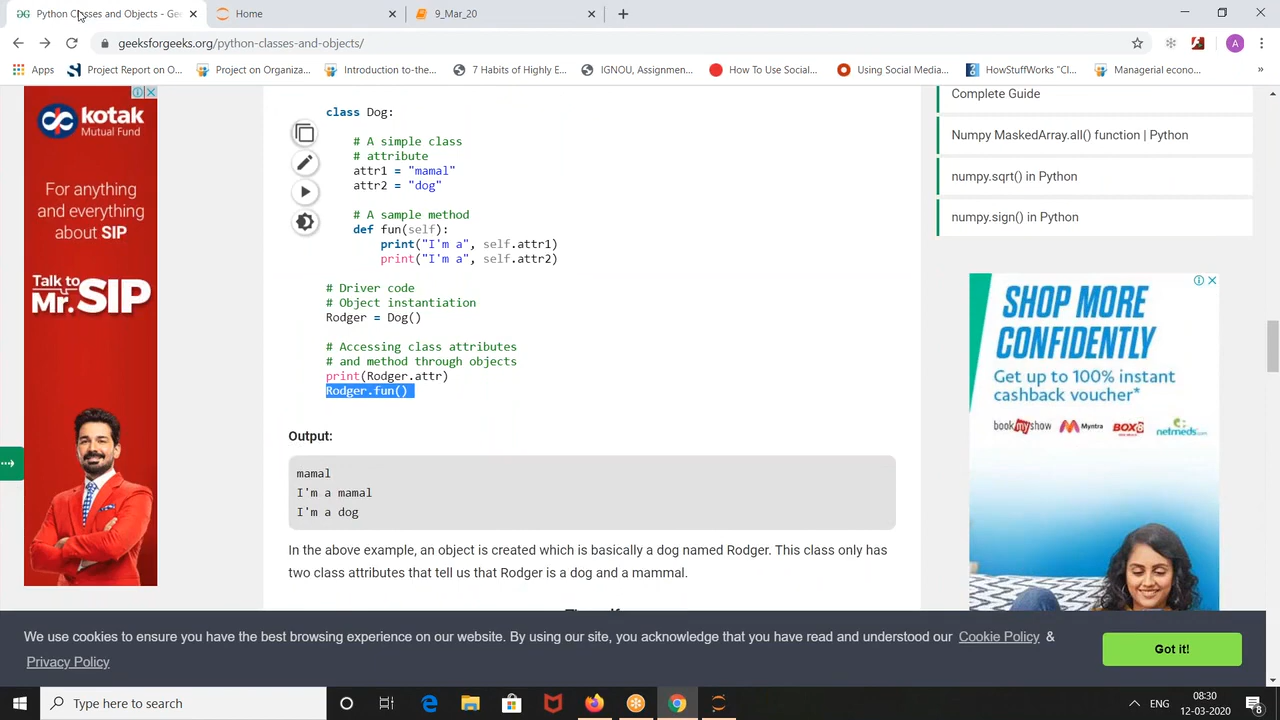 Python Classes and Objects - Gee
Home
9_Mar_20
geeksforgeeks.org/python-classes-and-objects/
A
Apps
Project Report on O...
Project on Organiza...
Introduction to-the...
7 Habits of Highly E...
IGNOU, Assignmen...
How To Use Social...
Using Social Media...
HowStuffWorks "Cl...
Managerial econo...
»
kotak
Mutual Fund
For anything
and everything
about SIP
Talk to
Mr.SIP
class Dog:
# A simple class
# attribute
attr1 = "mamal"
attr2 = "dog"
# A sample method
def fun(self):
print("I'm a", self.attr1)
print("I'm a", self.attr2)
# Driver code
# Object instantiation
Rodger = Dog()
# Accessing class attributes
# and method through objects
print(Rodger.attr)
Rodger.fun()
Output:
mamal
I'm a mamal
I'm a dog
In the above example, an object is created which is basically a dog named Rodger. This class only has
two class attributes that tell us that Rodger is a dog and a mammal.
Complete Guide
Numpy MaskedArray.all() function | Python
numpy.sqrt() in Python
numpy.sign() in Python
SHOP MORE
CONFIDENTLY
Get up to 100% instant
cashback voucher*
bookmyshow
Myntra
BOX8
netmeds.com
We use cookies to ensure you have the best browsing experience on our website. By using our site, you acknowledge that you have read and understood our Cookie Policy &
Privacy Policy
Got it!
Type here to search
ENG
08:30
12-03-2020
8